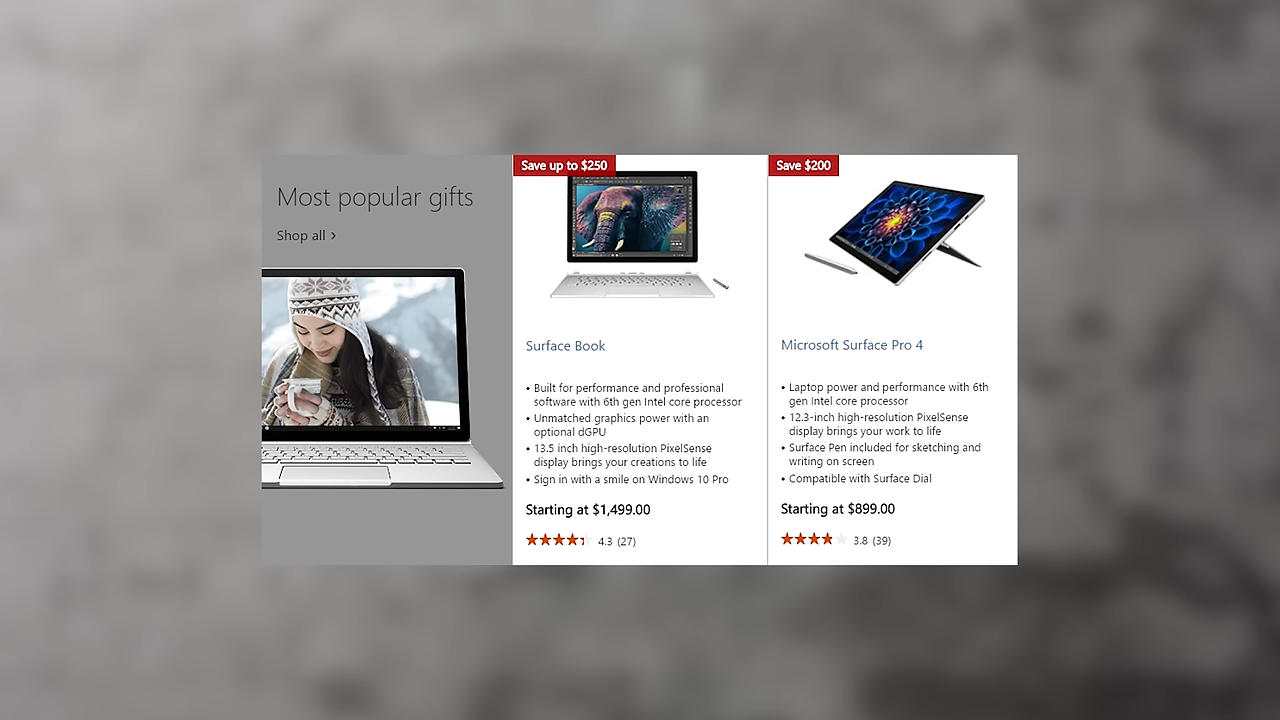 Most popular gifts
Shop all >
Save up to $250
Surface Book
• Built for performance and professional
software with 6th gen Intel core processor
• Unmatched graphics power with an
optional dGPU
• 13.5 inch high-resolution PixelSense
display brings your creations to life
• Sign in with a smile on Windows 10 Pro
Starting at $1,499.00
4.3 (27)
Save $200
Microsoft Surface Pro 4
• Laptop power and performance with 6th
gen Intel core processor
• 12.3-inch high-resolution PixelSense
display brings your work to life
• Surface Pen included for sketching and
writing on screen
• Compatible with Surface Dial
Starting at $899.00
3.8 (39)